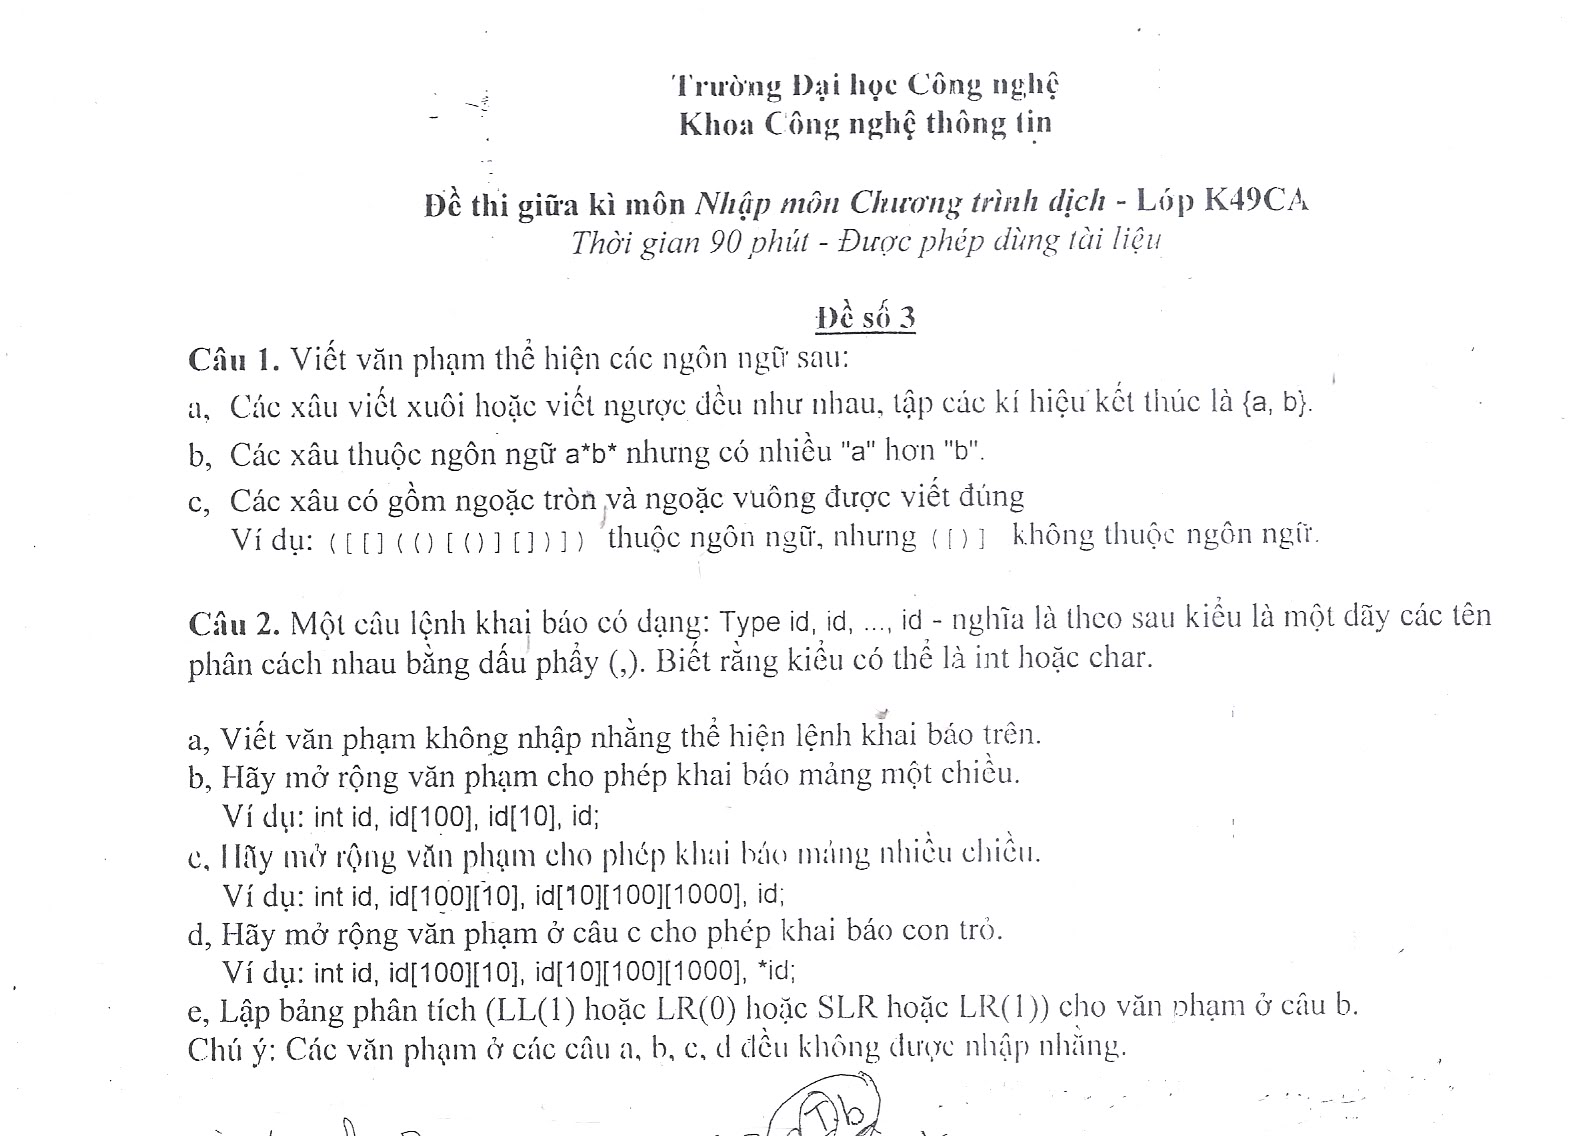 Trường Đại học Công nghệ
Khoa Công nghệ thông tin
Đề thi giữa kì môn Nhập môn Chương trình dịch - Lớp K49CA
Thời gian 90 phút - Được phép dùng tài liệu
Đề số 3
Câu 1. Viết văn phạm thể hiện các ngôn ngữ sau:
a, Các xâu viết xuôi hoặc viết ngược đều như nhau, tập các kí hiệu kết thúc là {a, b}.
b, Các xâu thuộc ngôn ngữ a*b* nhưng có nhiều "a" hơn "b".
c, Các xâu có gồm ngoặc tròn và ngoặc vuông được viết đúng
Ví dụ: ( [ [ ] ( ( ) [ ( ) ] [ ] ) ] ) thuộc ngôn ngữ, nhưng ( [ ) ] không thuộc ngôn ngữ.
Câu 2. Một câu lệnh khai báo có dạng: Type id, id, ..., id - nghĩa là theo sau kiểu là một dãy các tên
phân cách nhau bằng dấu phẩy (,). Biết rằng kiểu có thể là int hoặc char.
a, Viết văn phạm không nhập nhằng thể hiện lệnh khai báo trên.
b, Hãy mở rộng văn phạm cho phép khai báo mảng một chiều.
Ví dụ: int id, id[100], id[10], id;
c, Hãy mở rộng văn phạm cho phép khai báo mảng nhiều chiều.
Ví dụ: int id, id[100][10], id[10][100][1000], id;
d, Hãy mở rộng văn phạm ở câu c cho phép khai báo con trỏ.
Ví dụ: int id, id[100][10], id[10][100][1000], *id;
e, Lập bảng phân tích (LL(1) hoặc LR(0) hoặc SLR hoặc LR(1)) cho văn phạm ở câu b.
Chú ý: Các văn phạm ở các câu a, b, c, d đều không được nhập nhằng.